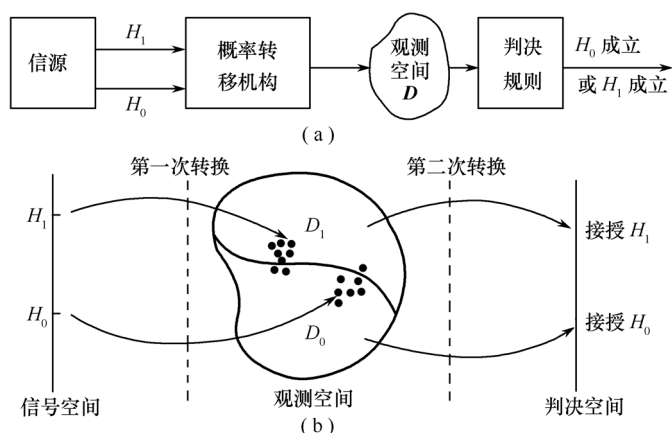 信源
H₁
H₀
概率转
移机构
观测
空间
D
判决
规则
H₀ 成立
或 H₁ 成立
( a )
第一次转换
第二次转换
H₁
D₁
接授 H₁
H₀
D₀
接授 H₀
信号空间
观测空间
判决空间
( b )